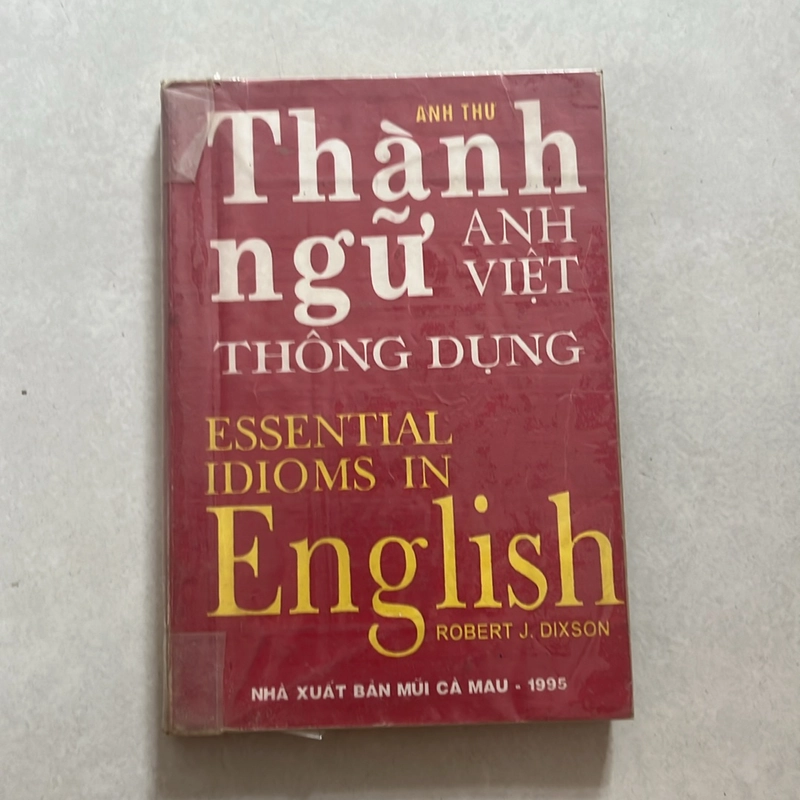 ANH THƯ
Thành
ngữ ANH
VIỆT
THÔNG DỤNG
ESSENTIAL
IDIOMS IN
English
ROBERT J. DIXSON
NHÀ XUẤT BẢN MŨI CÀ MAU - 1995